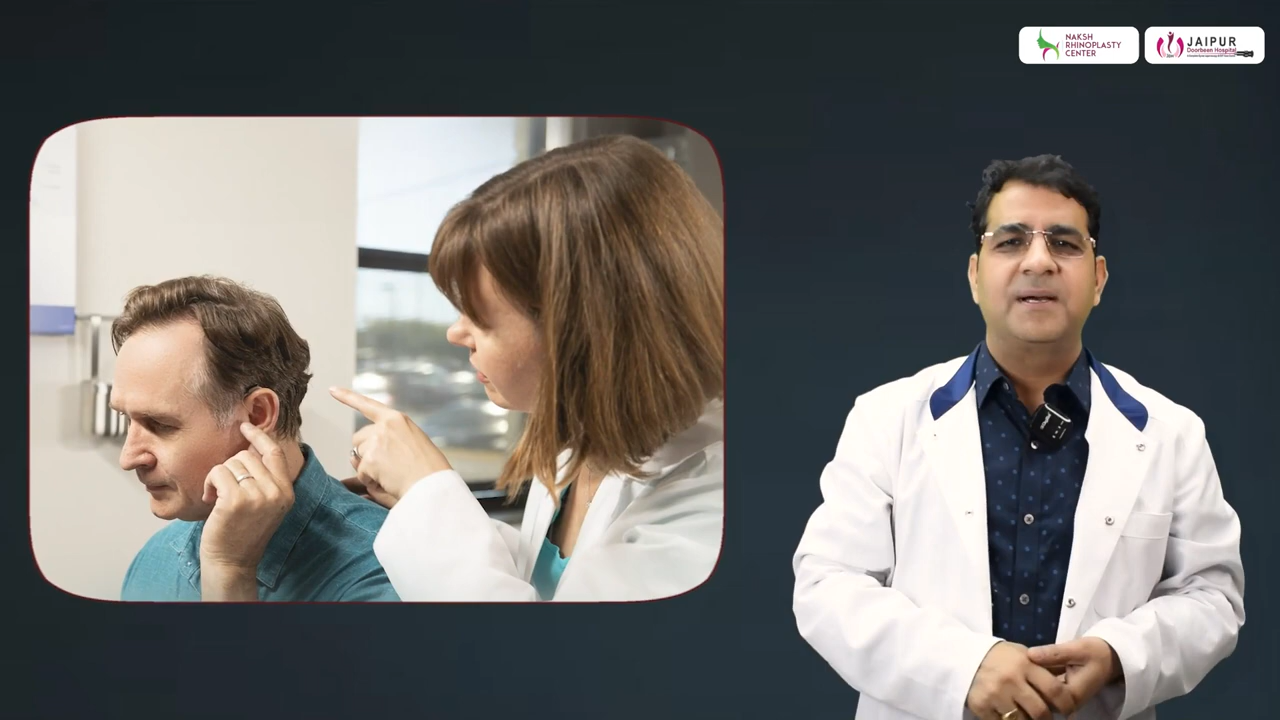 NAKSH
RHINOPLASTY
CENTER
JAIPUR
Doorbeen Hospital